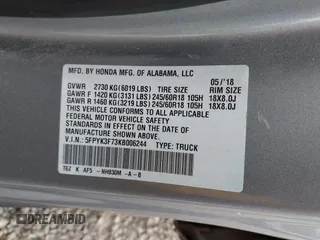 MFD. BY HONDA MFG. OF ALABAMA, LLC
05/'18
GVWR 2730 KG(6019 LBS) TIRE SIZE RIM SIZE
GAWR F 1420 KG(3131 LBS) 245/60R18 105H 18X8.0J
GAWR R 1460 KG(3219 LBS) 245/60R18 105H 18X8.0J
THIS VEHICLE CONFORMS TO ALL APPLICABLE
FEDERAL MOTOR VEHICLE SAFETY STANDARDS IN
EFFECT ON THE DATE OF MANUFACTURE SHOWN ABOVE.
V.I.N.: 5FPYK3F73KB006244 TYPE: TRUCK
T6Z K AF5 -NH830M -A-B
DREAMBID